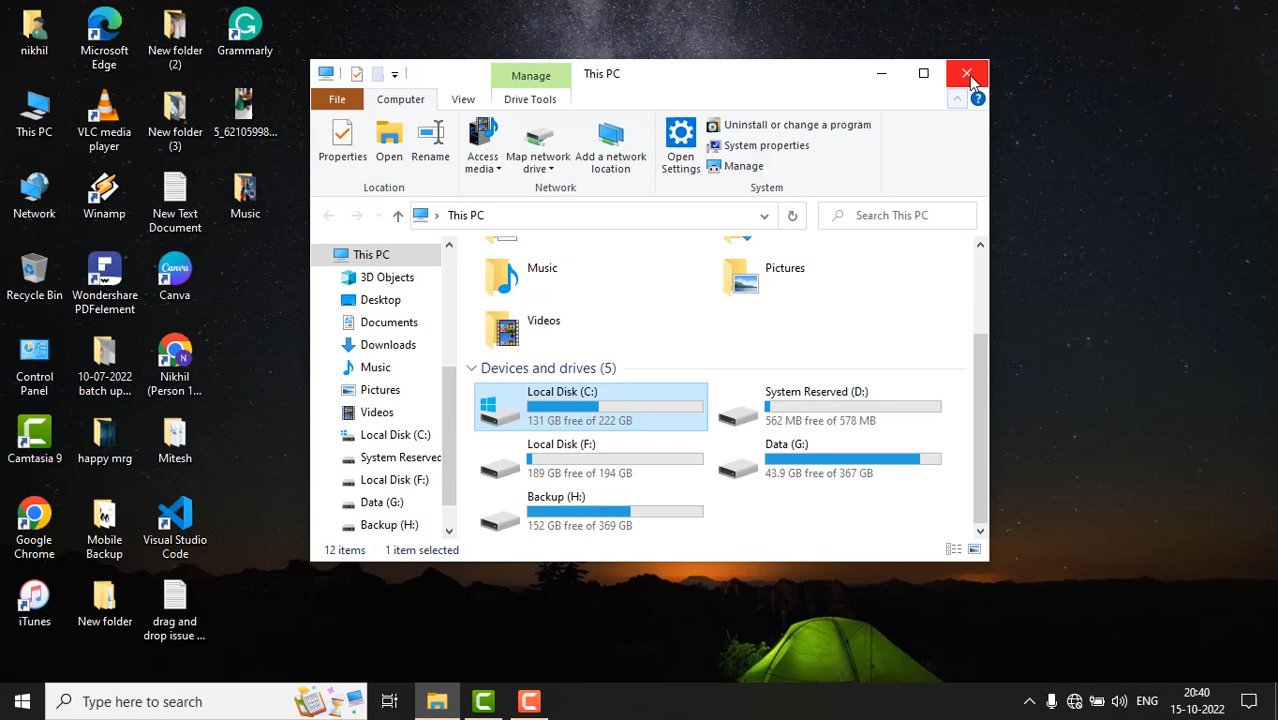 nikhil
Microsoft
Edge
New folder
(2)
Grammarly
This PC
VLC media
player
New folder
(3)
5_62105998...
Network
Winamp
New Text
Document
Music
Recycle Bin
Wondershare
PDFelement
Canva
Control
Panel
10-07-2022
batch up...
Nikhil
(Person 1...
Camtasia 9
happy mrg
Mitesh
Google
Chrome
Mobile
Backup
Visual Studio
Code
iTunes
New folder
drag and
drop issue ...
Manage
This PC
File
Computer
View
Drive Tools
Properties
Open
Rename
Access
media
Map network
drive
Add a network
location
Open
Settings
Uninstall or change a program
System properties
Manage
Location
Network
System
This PC
Search This PC
This PC
3D Objects
Desktop
Documents
Downloads
Music
Pictures
Videos
Local Disk (C:)
System Reserved
Local Disk (F:)
Data (G:)
Backup (H:)
Music
Pictures
Videos
Devices and drives (5)
Local Disk (C:)
131 GB free of 222 GB
System Reserved (D:)
562 MB free of 578 MB
Local Disk (F:)
189 GB free of 194 GB
Data (G:)
43.9 GB free of 367 GB
Backup (H:)
152 GB free of 369 GB
12 items
1 item selected
Type here to search
ENG
20:40
15-10-2022